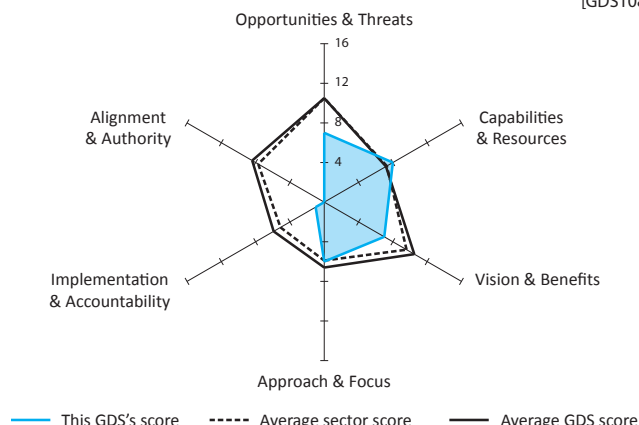 Opportunities & Threats
16
12
8
4
Alignment
& Authority
Capabilities
& Resources
Implementation
& Accountability
Vision & Benefits
Approach & Focus
This GDS's score
Average sector score
Average GDS score